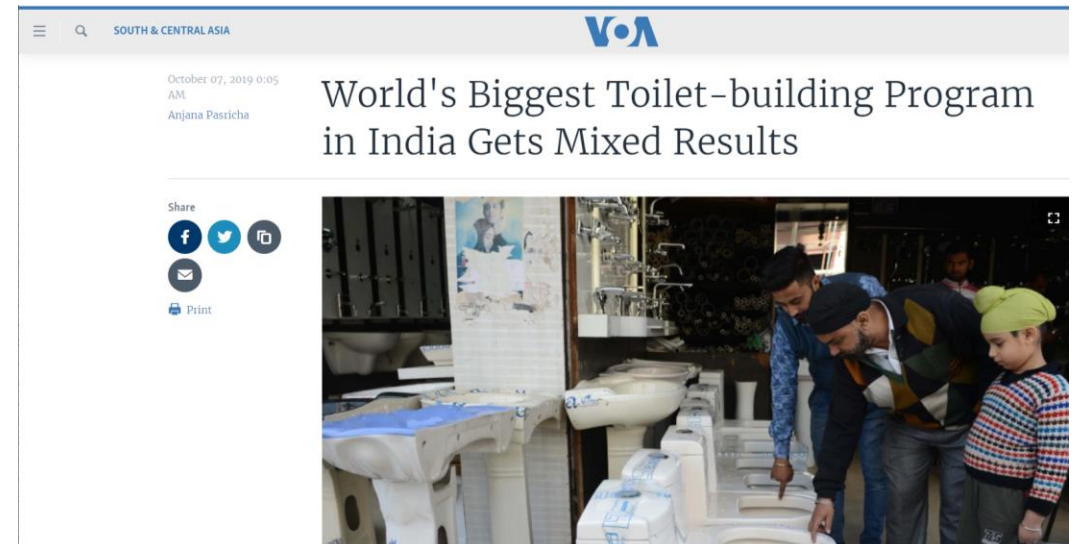 SOUTH & CENTRAL ASIA
VOA
October 07, 2019 0:05
AM
Anjana Pasricha
World's Biggest Toilet-building Program
in India Gets Mixed Results
Share
Print